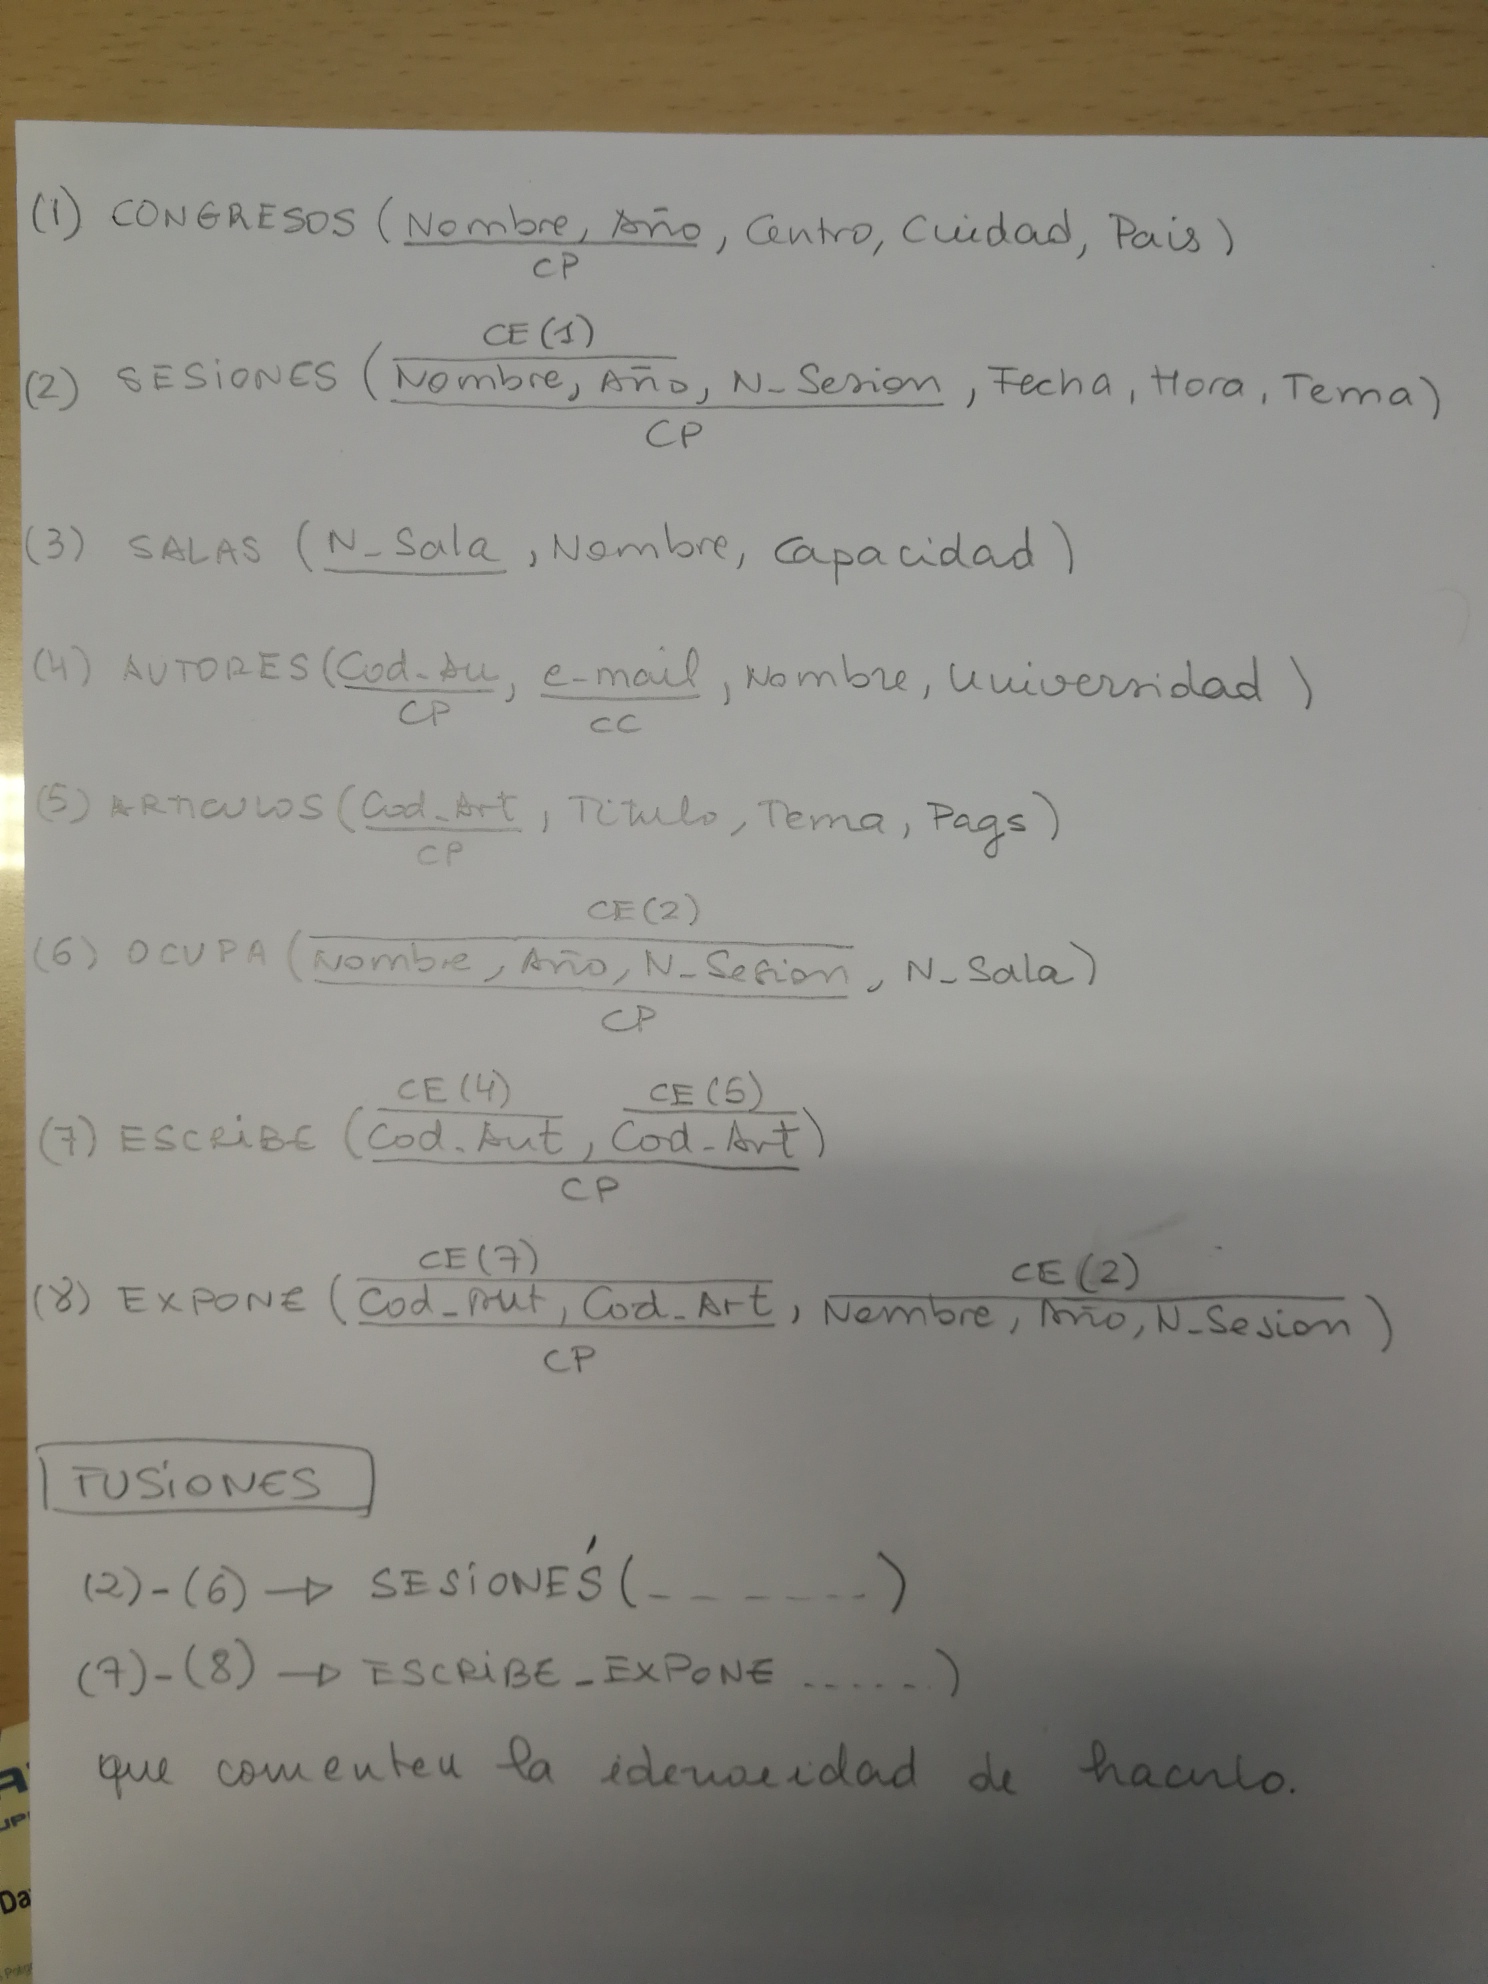 (1) CONGRESOS (Nombre, Año, Centro, Cuidad, Pais)
CP
CE (1)
(2) SESIONES (Nombre, Año, N_Sesion, Fecha, Hora, Tema)
CP
(3) SALAS (N_Sala, Nombre, Capacidad)
(4) AUTORES (Cod_Au, e-mail, Nombre, Universidad)
CP CC
(5) ARTICULOS (Cod_Art, Titulo, Tema, Pags)
CP
CE (2)
(6) OCUPA (Nombre, Año, N_Sesion, N_Sala)
CP
CE (4) CE (5)
(7) ESCRIBE (Cod_Aut, Cod_Art)
CP
CE (7) CE (2)
(8) EXPONE (Cod_Aut, Cod_Art, Nombre, Año, N_Sesion)
CP
FUSIONES
(2)-(6) → SESIONES' (_ _ _ _ _ _ _)
(7)-(8) → ESCRIBE_EXPONE ......)
que comenten la idenoeidad de hacerlo.
Da